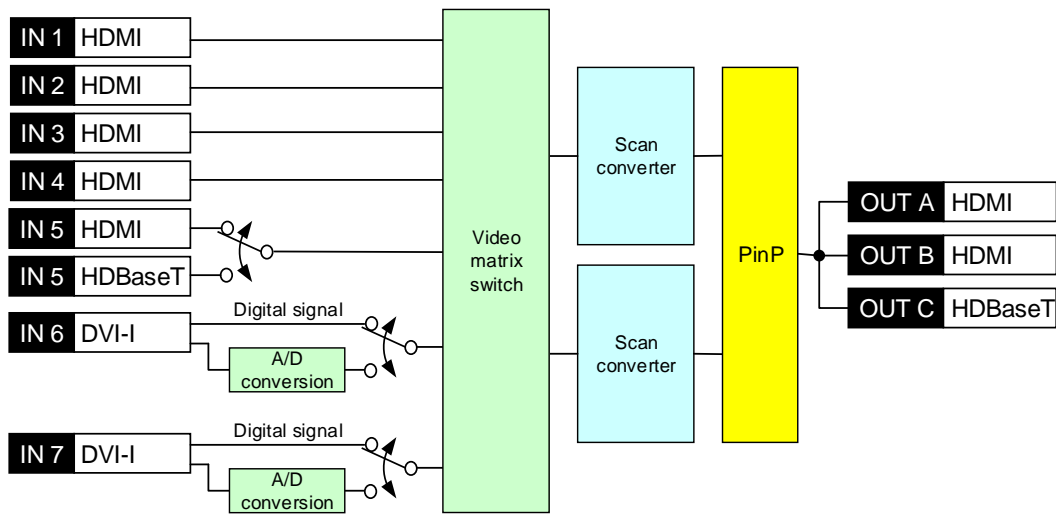 IN 1 HDMI
IN 2 HDMI
IN 3 HDMI
IN 4 HDMI
IN 5 HDMI
IN 5 HDBaseT
IN 6 DVI-I
Digital signal
A/D
conversion
IN 7 DVI-I
Digital signal
A/D
conversion
Video
matrix
switch
Scan
converter
Scan
converter
PinP
OUT A HDMI
OUT B HDMI
OUT C HDBaseT